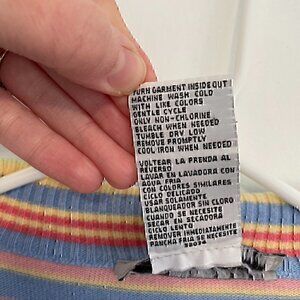 TURN GARMENT INSIDE OUT
MACHINE WASH COLD
WITH LIKE COLORS
GENTLE CYCLE
ONLY NON-CHLORINE
BLEACH WHEN NEEDED
TUMBLE DRY LOW
REMOVE PROMPTLY
COOL IRON WHEN NEEDED
VOLTEAR LA PRENDA AL
REVERSO
LAVAR EN LAVADORA CON
AGUA FRIA
CON COLORES SIMILARES
CICLO DELICADO
USAR SOLAMENTE
BLANQUEADOR SIN CLORO
CUANDO SE NECESITE
SECAR EN SECADORA
CICLO LENTO
REMOVER INMEDIATAMENTE
PLANCHA FRIA SE NECESITE